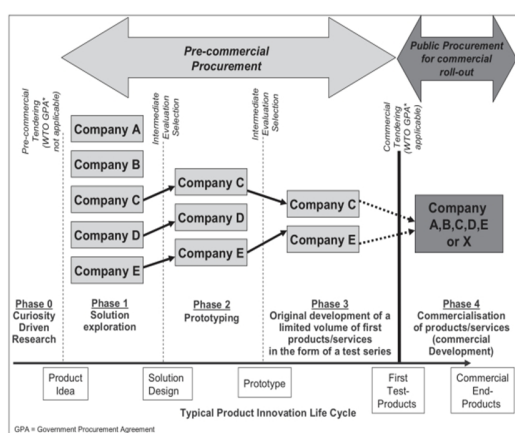 Pre-commercial
Procurement
Public Procurement
for commercial
roll-out
Pre-commercial
Tendering
(WTO GPA*
not applicable)
Intermediate
Evaluation
Selection
Intermediate
Evaluation
Selection
Commercial
Tendering
(WTO GPA*
applicable)
Company A
Company B
Company C
Company D
Company E
Company C
Company D
Company E
Company C
Company E
Company
A,B,C,D,E
or X
Phase 0
Curiosity
Driven
Research
Phase 1
Solution
exploration
Phase 2
Prototyping
Phase 3
Original development of a
limited volume of first
products/services
in the form of a test series
Phase 4
Commercialisation
of products/services
(commercial
Development)
Product
Idea
Solution
Design
Prototype
First
Test-
Products
Commercial
End-
Products
Typical Product Innovation Life Cycle
GPA = Government Procurement Agreement